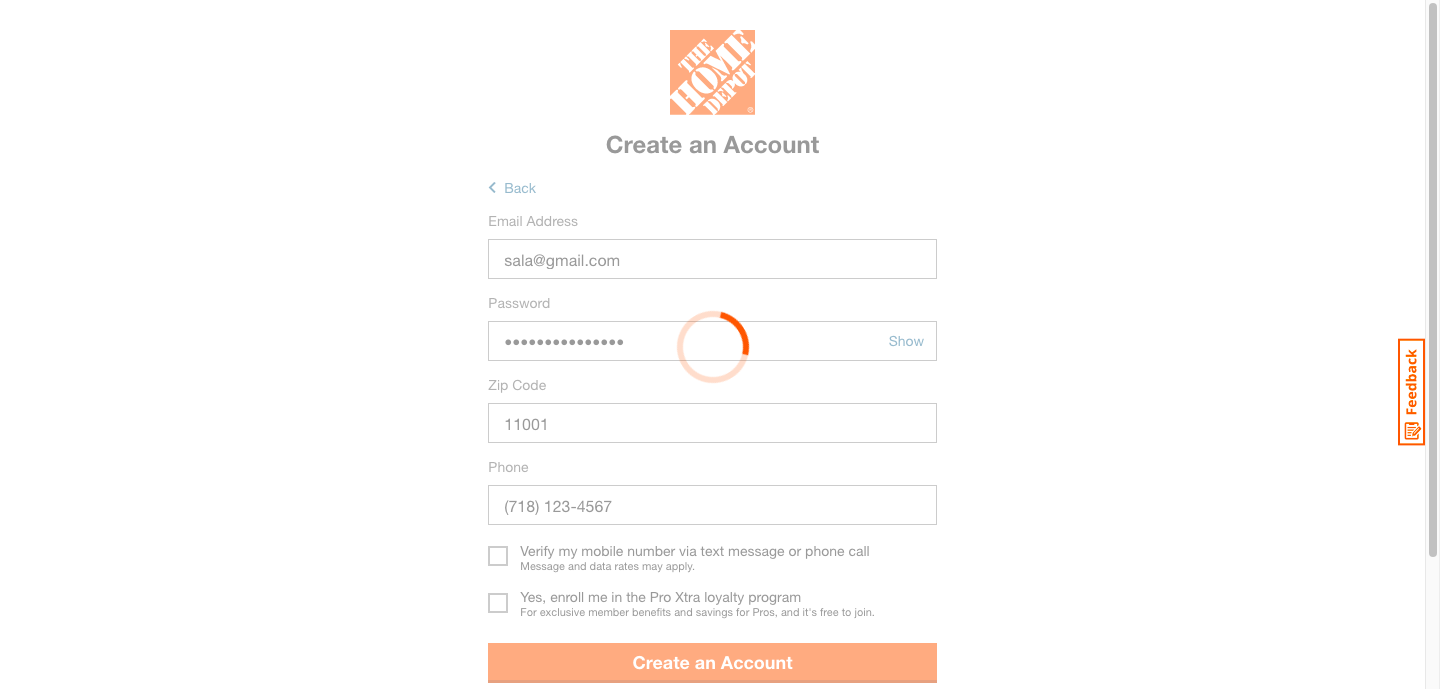 THE
HOME
DEPOT
®
Create an Account
Back
Email Address
sala@gmail.com
Password
•••••••••••••••
Show
Zip Code
11001
Phone
(718) 123-4567
Verify my mobile number via text message or phone call
Message and data rates may apply.
Yes, enroll me in the Pro Xtra loyalty program
For exclusive member benefits and savings for Pros, and it's free to join.
Create an Account
Feedback